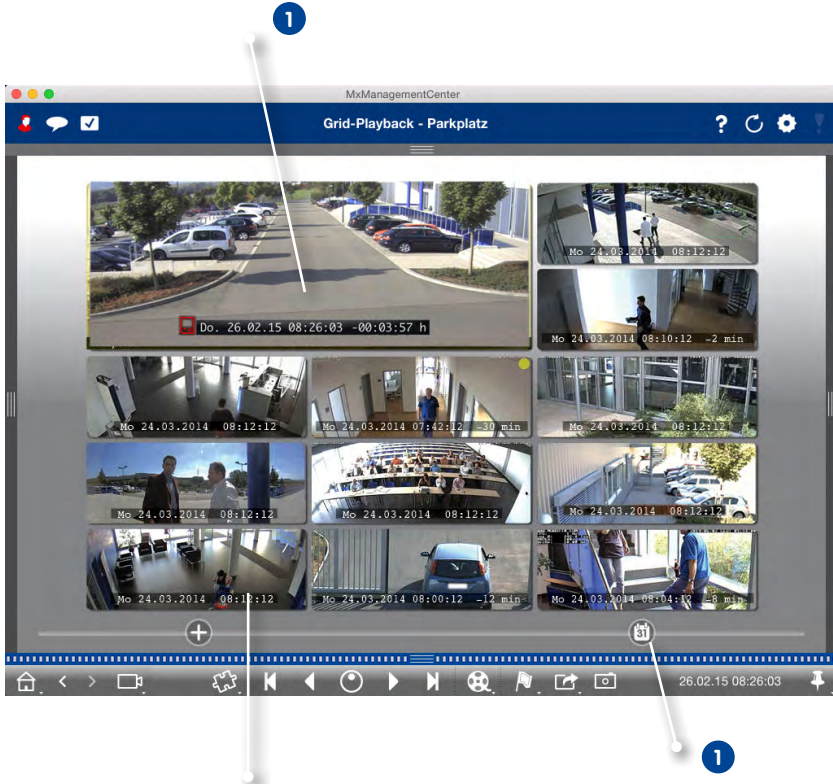 1
MxManagementCenter
Grid-Playback - Parkplatz
?
Do. 26.02.15 08:26:03 -00:03:57 h
Mo 24.03.2014 08:12:12
Mo 24.03.2014 08:10:12 -2 min
Mo 24.03.2014 08:12:12
Mo 24.03.2014 07:42:12 -30 min
Mo 24.03.2014 08:12:12
Mo 24.03.2014 08:12:12
Mo 24.03.2014 08:12:12
Mo 24.03.2014 08:12:12
Mo 24.03.2014 08:12:12
Mo 24.03.2014 08:00:12 -12 min
Mo 24.03.2014 08:04:12 -8 min
31
26.02.15 08:26:03
1